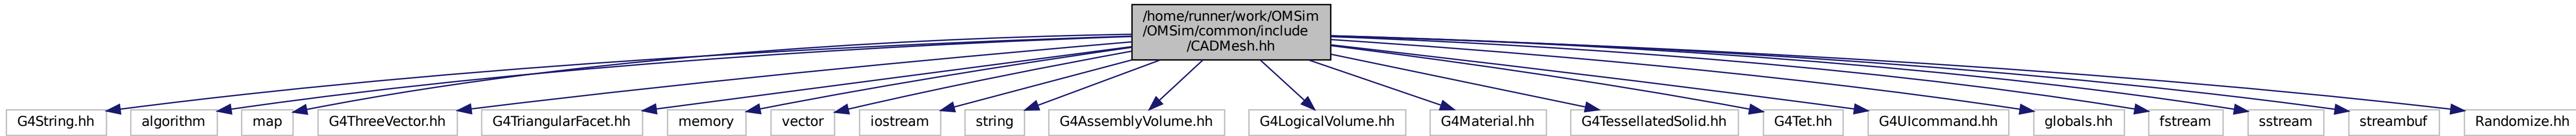 /home/runner/work/OMSim
/OMSim/common/include
/CADMesh.hh
G4String.hh
algorithm
map
G4ThreeVector.hh
G4TriangularFacet.hh
memory
vector
iostream
string
G4AssemblyVolume.hh
G4LogicalVolume.hh
G4Material.hh
G4TessellatedSolid.hh
G4Tet.hh
G4UIcommand.hh
globals.hh
fstream
sstream
streambuf
Randomize.hh